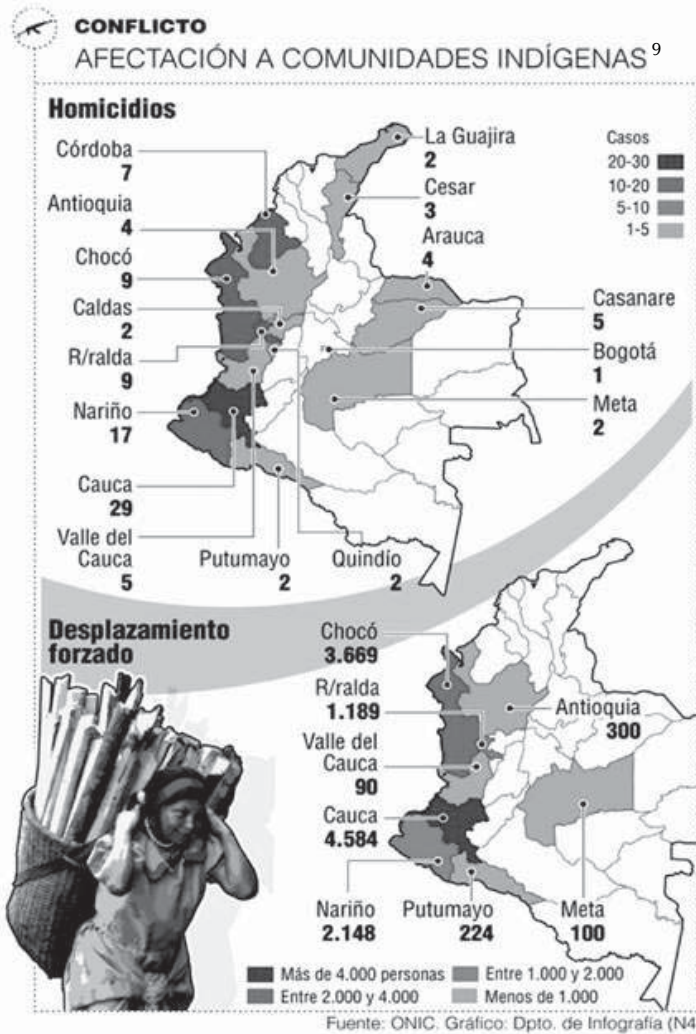 CONFLICTO
AFECTACIÓN A COMUNIDADES INDÍGENAS 9
Homicidios
Córdoba
7
Antioquia
4
Chocó
9
Caldas
2
R/ralda
9
Nariño
17
Cauca
29
Valle del
Cauca
5
Putumayo
2
Quindío
2
La Guajira
2
Cesar
3
Arauca
4
Casanare
5
Bogotá
1
Meta
2
Casos
20-30
10-20
5-10
1-5
Desplazamiento
forzado
Chocó
3.669
R/ralda
1.189
Valle del
Cauca
90
Cauca
4.584
Nariño
2.148
Putumayo
224
Meta
100
Antioquia
300
Más de 4.000 personas
Entre 2.000 y 4.000
Entre 1.000 y 2.000
Menos de 1.000
Fuente: ONIC. Gráfico: Dpto. de Infografía (N4